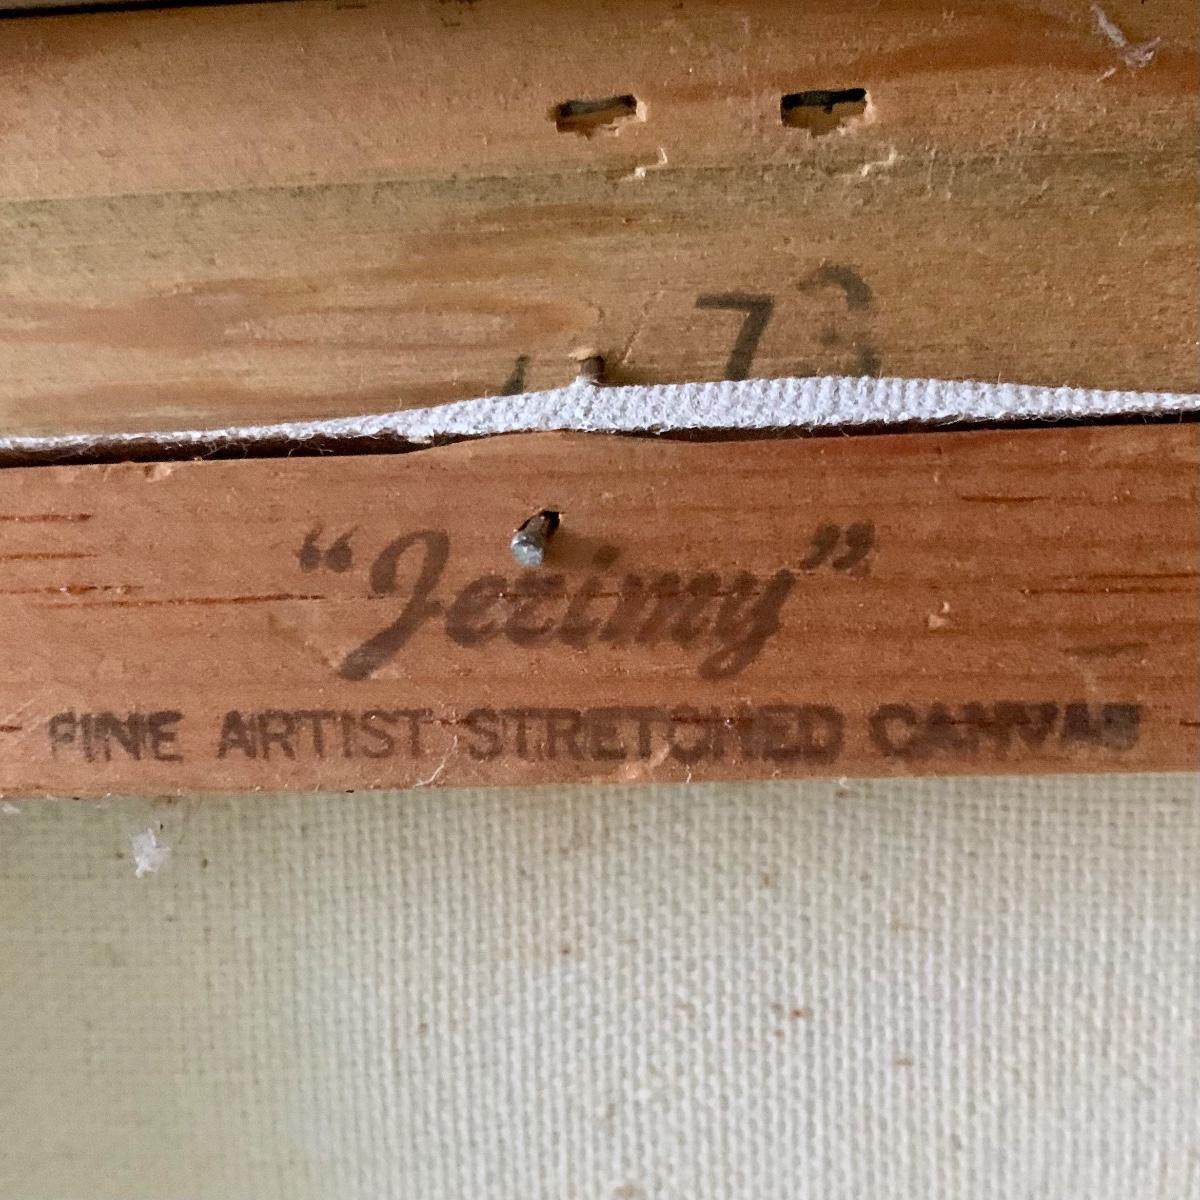 73
“Jerimy”
FINE ARTIST STRETCHED CANVAS